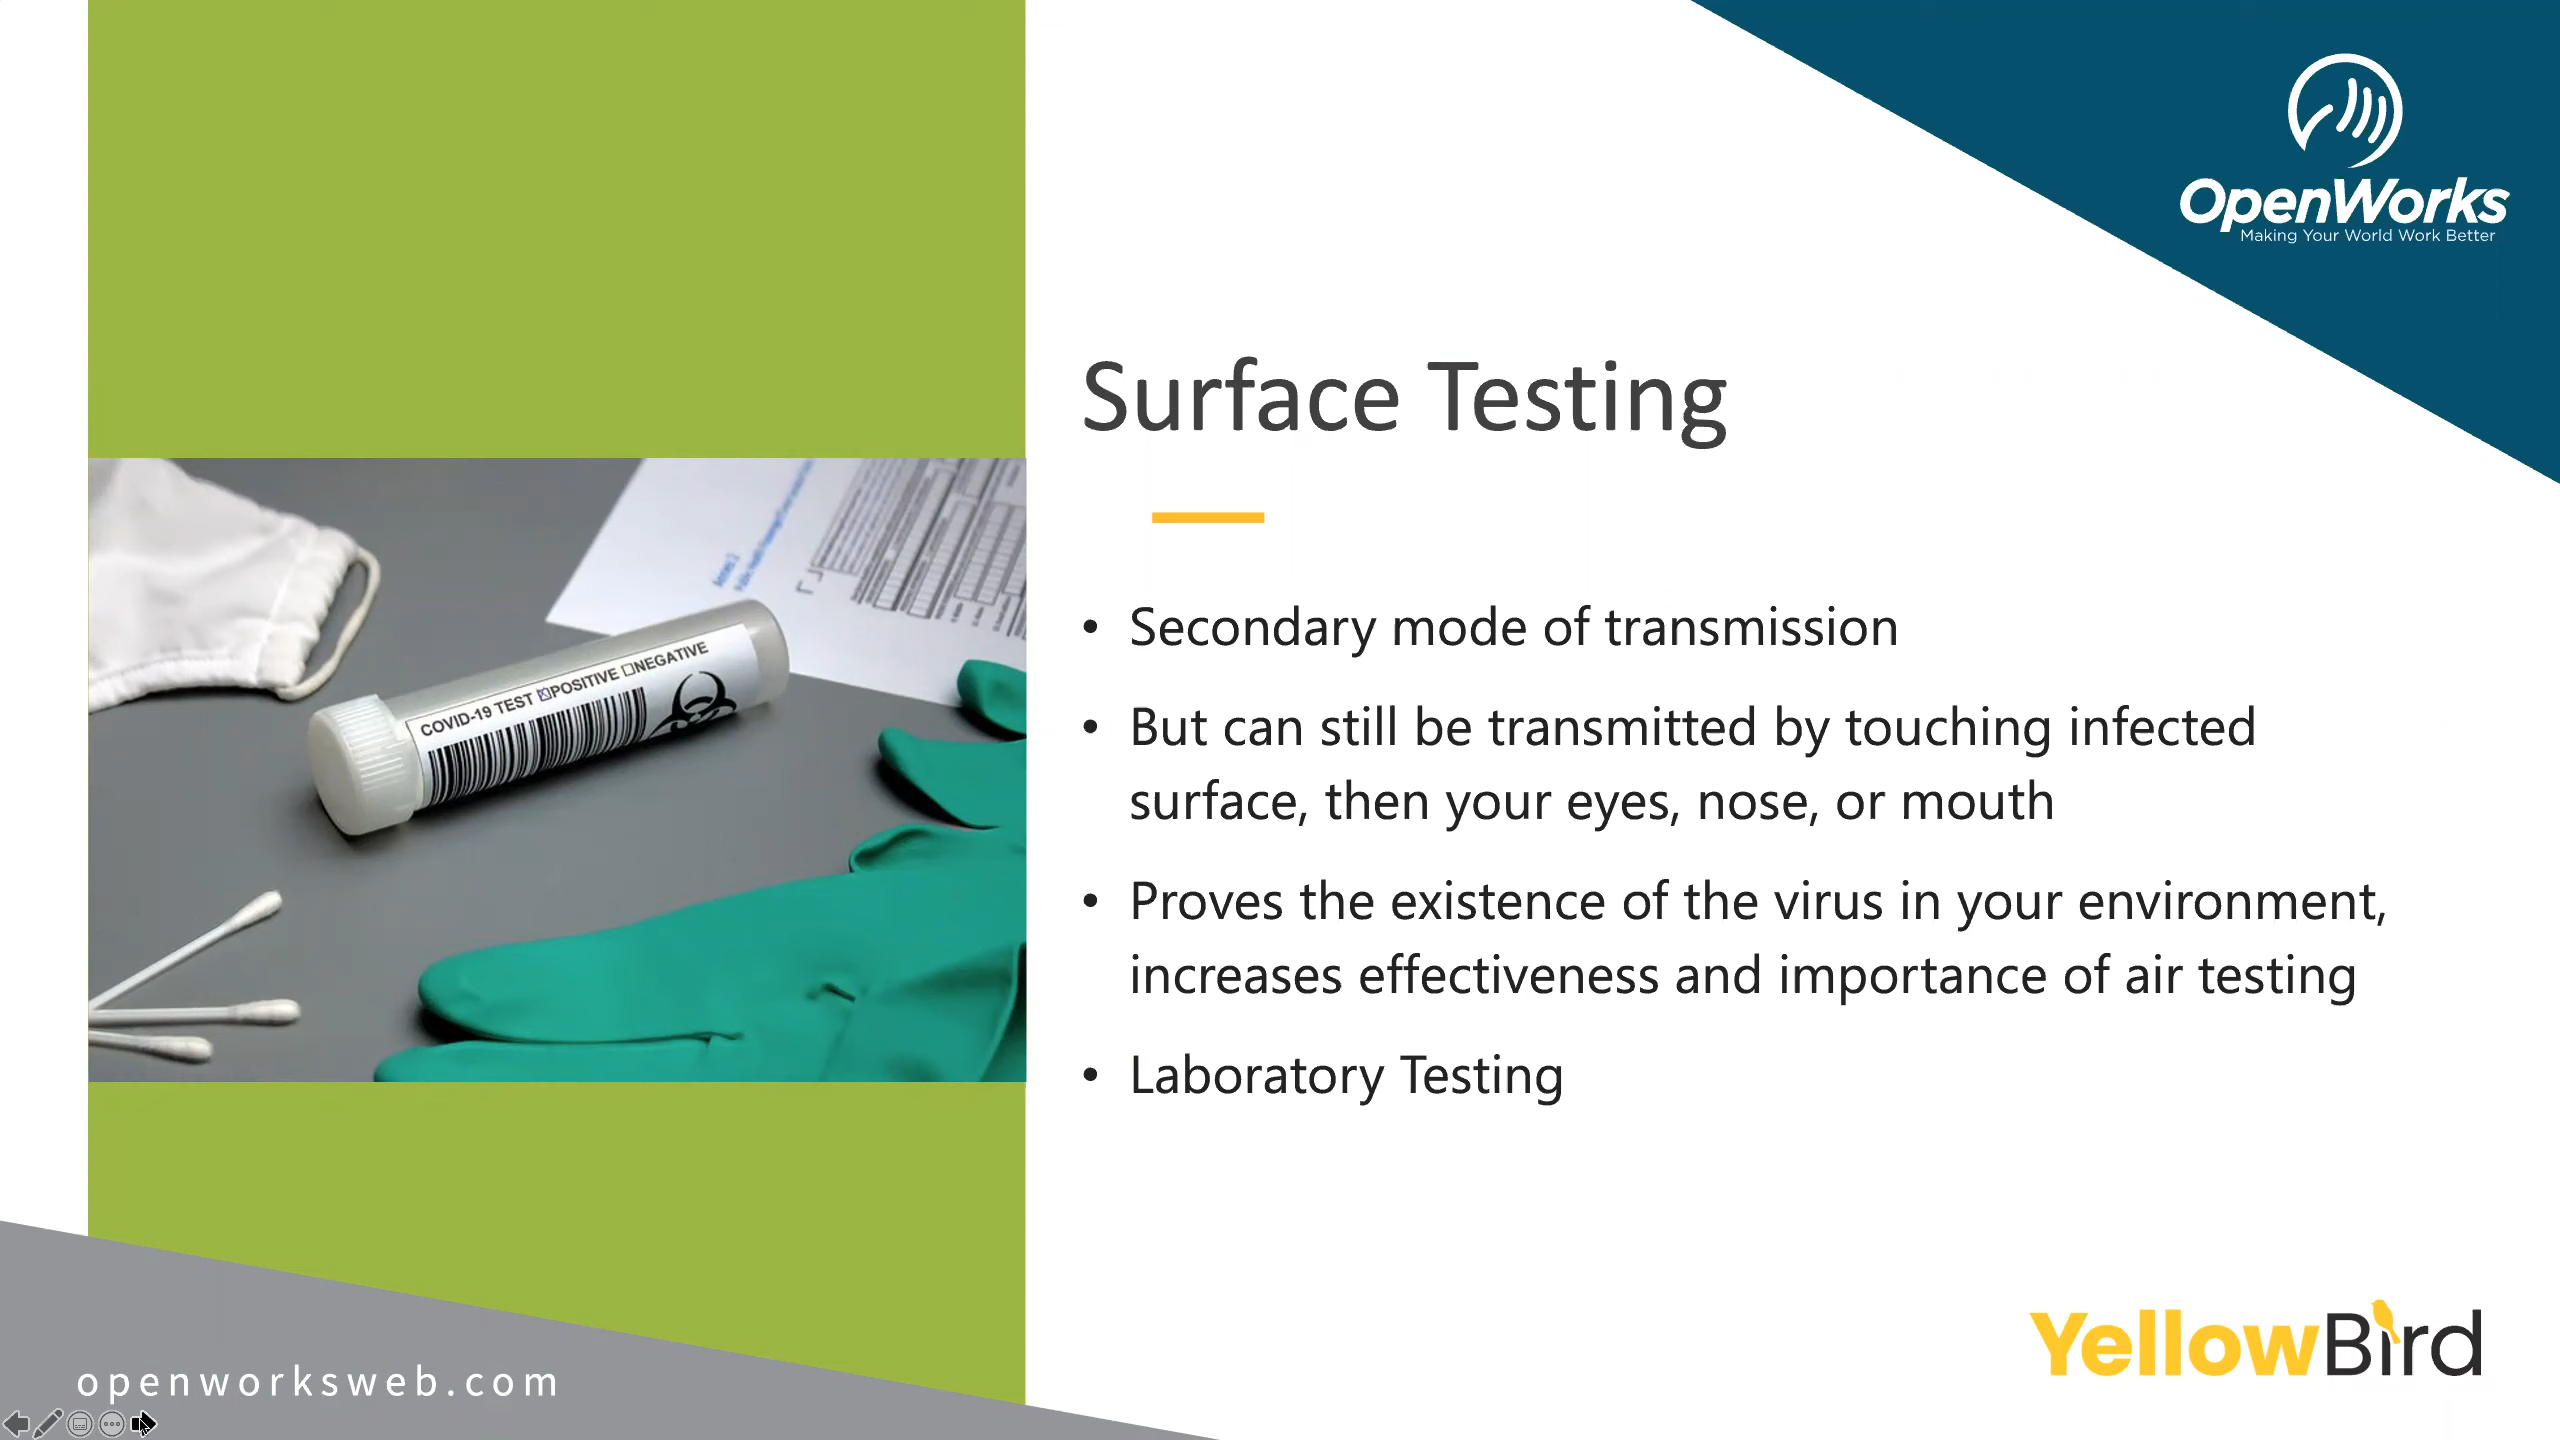 OpenWorks
Making Your World Work Better
Surface Testing
• Secondary mode of transmission
• But can still be transmitted by touching infected
surface, then your eyes, nose, or mouth
• Proves the existence of the virus in your environment,
increases effectiveness and importance of air testing
• Laboratory Testing
COVID-19 TEST ☒POSITIVE ☐NEGATIVE
YellowBird
openworksweb.com